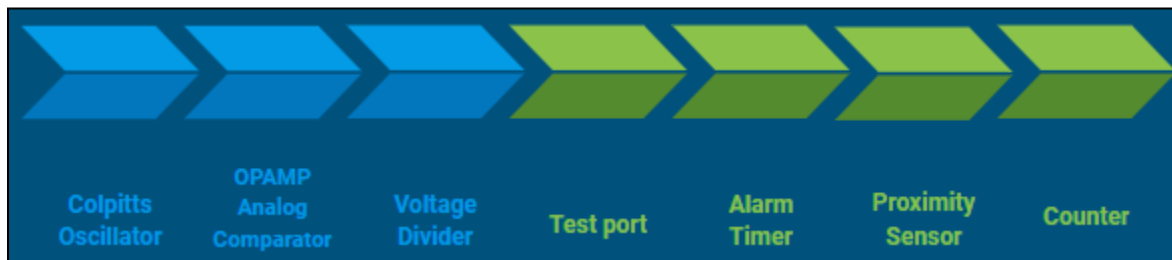 Colpitts
Oscillator
OPAMP
Analog
Comparator
Voltage
Divider
Test port
Alarm
Timer
Proximity
Sensor
Counter